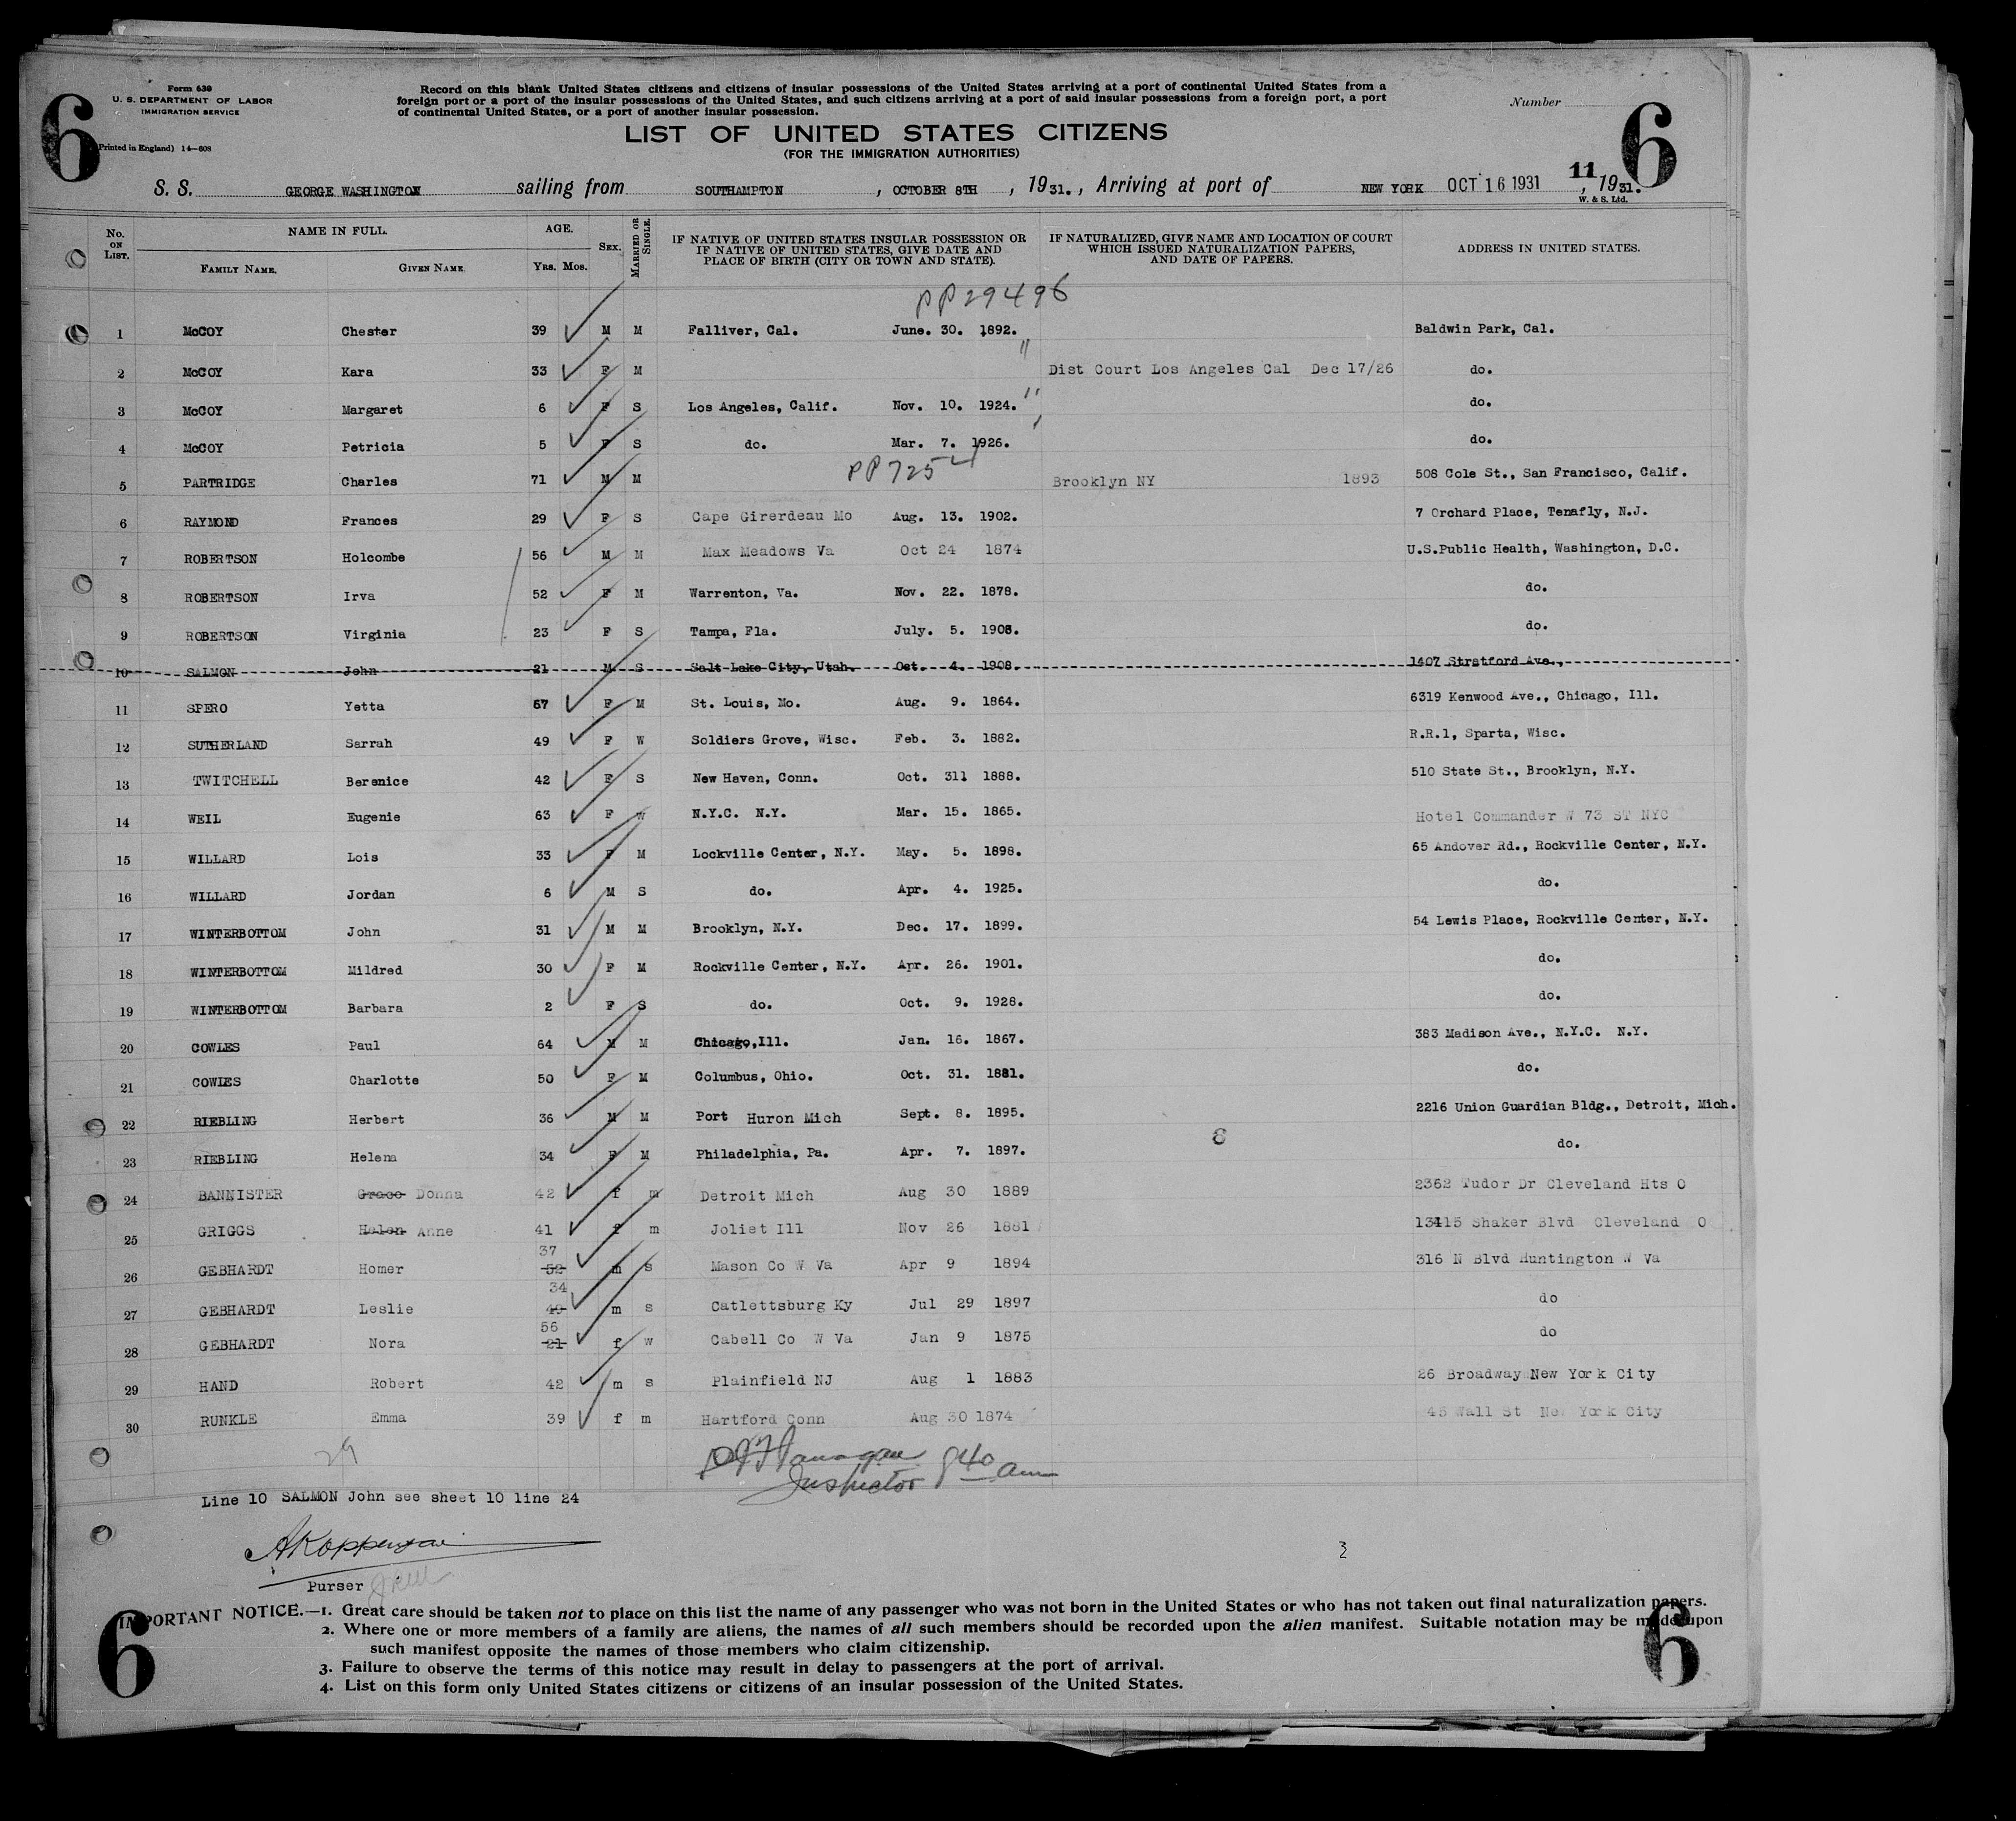 Form 630
U. S. DEPARTMENT OF LABOR
IMMIGRATION SERVICE
Printed in England) 14—608
6
Record on this blank United States citizens and citizens of insular possessions of the United States arriving at a port of continental United States from a
foreign port or a port of the insular possessions of the United States, and such citizens arriving at a port of said insular possessions from a foreign port, a port
of continental United States, or a port of another insular possession.
Number
6
LIST OF UNITED STATES CITIZENS
(FOR THE IMMIGRATION AUTHORITIES)
11
S. S. GEORGE WASHINGTON sailing from SOUTHAMPTON , OCTOBER 8TH , 1931. , Arriving at port of NEW YORK OCT 16 1931 , 1931.
W. & S. Ltd.
No. ON LIST. NAME IN FULL. FAMILY NAME. GIVEN NAME AGE. YRS. MOS. SEX. MARRIED OR SINGLE. IF NATIVE OF UNITED STATES INSULAR POSSESSION OR IF NATIVE OF UNITED STATES, GIVE DATE AND PLACE OF BIRTH (CITY OR TOWN AND STATE). IF NATURALIZED, GIVE NAME AND LOCATION OF COURT WHICH ISSUED NATURALIZATION PAPERS, AND DATE OF PAPERS. ADDRESS IN UNITED STATES.
PP29496
1 McCOY Chester 39 M M Falliver, Cal. June. 30. 1892. Baldwin Park, Cal.
2 McCOY Kara 33 F M " Dist Court Los Angeles Cal Dec 17/26 do.
3 McCOY Margaret 6 F S Los Angeles, Calif. Nov. 10. 1924. " do.
4 McCOY Petricia 5 F S do. Mar. 7. 1926. do.
5 PARTRIDGE Charles 71 M M Brooklyn NY 1893 508 Cole St., San Francisco, Calif.
6 RAYMOND Frances 29 F S Cape Girerdeau Mo Aug. 13. 1902. 7 Orchard Place, Tenafly, N.J.
7 ROBERTSON Holcombe 56 M M Max Meadows Va Oct 24 1874 U.S.Public Health, Washington, D.C.
8 ROBERTSON Irva 52 F M Warrenton, Va. Nov. 22. 1878. do.
9 ROBERTSON Virginia 23 F S Tampa, Fla. July. 5. 1908. do.
10 SALMON John 21 M S Salt Lake City, Utah. Oct. 4. 1908. 1407 Stratford Ave.,
11 SPERO Yetta 67 F M St. Louis, Mo. Aug. 9. 1864. 6319 Kenwood Ave., Chicago, Ill.
12 SUTHERLAND Sarrah 49 F W Soldiers Grove, Wisc. Feb. 3. 1882. R.R.1, Sparta, Wisc.
13 TWITCHELL Berenice 42 F S New Haven, Conn. Oct. 311 1888. 510 State St., Brooklyn, N.Y.
14 WEIL Eugenie 63 F W N.Y.C. N.Y. Mar. 15. 1865. Hotel Commander W 73 ST NYC
15 WILLARD Lois 33 F M Lockville Center, N.Y. May. 5. 1898. 65 Andover Rd., Rockville Center, N.Y.
16 WILLARD Jordan 6 M S do. Apr. 4. 1925. do.
17 WINTERBOTTOM John 31 M M Brooklyn, N.Y. Dec. 17. 1899. 54 Lewis Place, Rockville Center, N.Y.
18 WINTERBOTTOM Mildred 30 F M Rockville Center, N.Y. Apr. 26. 1901. do.
19 WINTERBOTTOM Barbara 2 F S do. Oct. 9. 1928. do.
20 COWLES Paul 64 M M Chicago,Ill. Jan. 16. 1867. 383 Madison Ave., N.Y.C. N.Y.
21 COWLES Charlotte 50 F M Columbus, Ohio. Oct. 31. 1881. do.
22 RIEBLING Herbert 36 M M Port Huron Mich Sept. 8. 1895. 2216 Union Guardian Bldg., Detroit, Mich.
23 RIEBLING Helena 34 F M Philadelphia, Pa. Apr. 7. 1897. 8 do.
24 BANNISTER Grace Donna 42 f m Detroit Mich Aug 30 1889 2362 Tudor Dr Cleveland Hts O
25 GRIGGS Helen Anne 41 f m Joliet Ill Nov 26 1881 13415 Shaker Blvd Cleveland O
26 GEBHARDT Homer 37 52 m s Mason Co W Va Apr 9 1894 316 N Blvd Huntington W Va
27 GEBHARDT Leslie 34 49 m s Catlettsburg Ky Jul 29 1897 do
28 GEBHARDT Nora 56 21 f w Cabell Co W Va Jan 9 1875 do
29 HAND Robert 42 m s Plainfield NJ Aug 1 1883 26 Broadway New York City
30 RUNKLE Emma 39 f m Hartford Conn Aug 30 1874 45 Wall St New York City
29
Inspector 840 am
Line 10 SALMON John see sheet 10 line 24
Purser
3
IMPORTANT NOTICE.—1. Great care should be taken not to place on this list the name of any passenger who was not born in the United States or who has not taken out final naturalization papers.
2. Where one or more members of a family are aliens, the names of all such members should be recorded upon the alien manifest. Suitable notation may be made upon
such manifest opposite the names of those members who claim citizenship.
3. Failure to observe the terms of this notice may result in delay to passengers at the port of arrival.
4. List on this form only United States citizens or citizens of an insular possession of the United States.
6
6